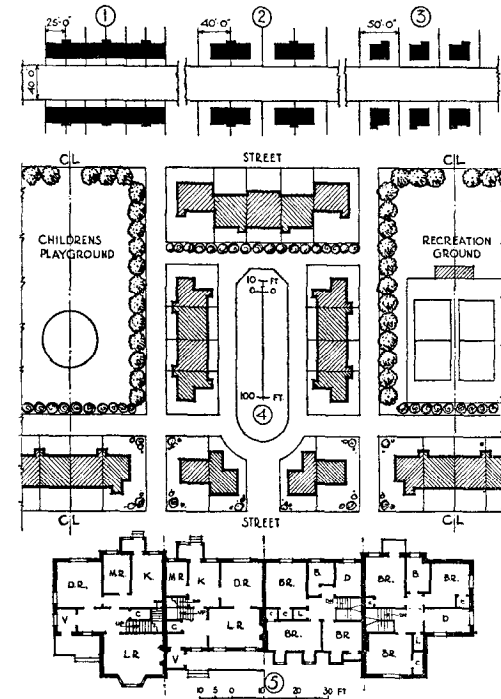 1 2 3
25'-0" 40'-0" 50'-0"
40'-0"
C L STREET C L
CHILDRENS
PLAYGROUND
RECREATION
GROUND
10 FT
0
100 FT
4
C L STREET C L
D.R. M.R. K. M.R. K. D.R. B.R. B. D B.R. B. B.R.
V C C C C L C D
L.R. L.R. B.R. B.R. L
V B.R. C
5
10 5 0 10 20 30 FT